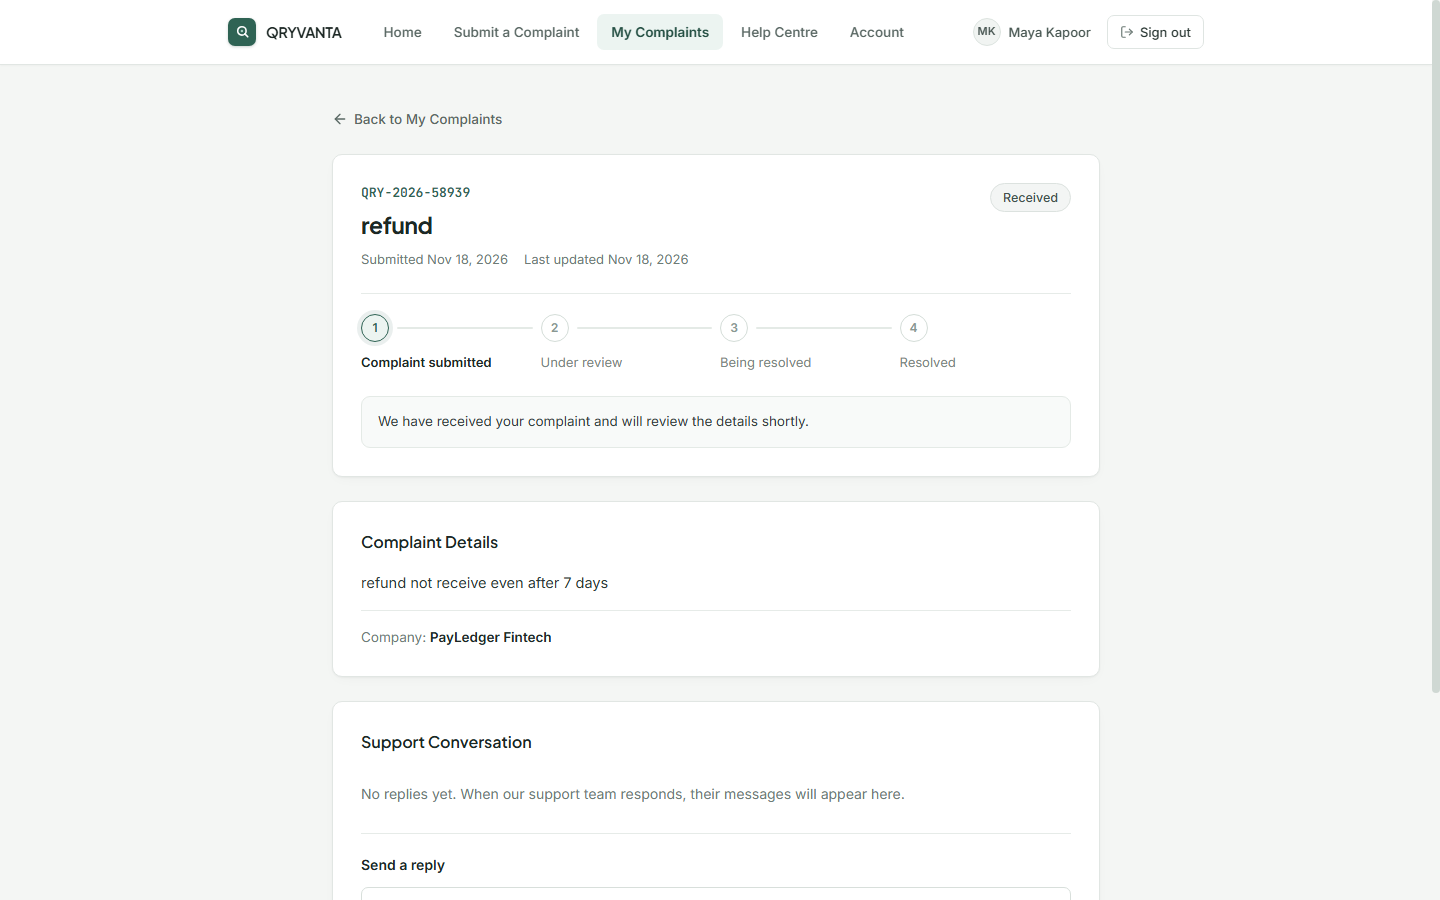 QRYVANTA Home Submit a Complaint My Complaints Help Centre Account MK Maya Kapoor Sign out
Back to My Complaints
QRY-2026-58939
Received
refund
Submitted Nov 18, 2026 Last updated Nov 18, 2026
1 2 3 4
Complaint submitted Under review Being resolved Resolved
We have received your complaint and will review the details shortly.
Complaint Details
refund not receive even after 7 days
Company: PayLedger Fintech
Support Conversation
No replies yet. When our support team responds, their messages will appear here.
Send a reply